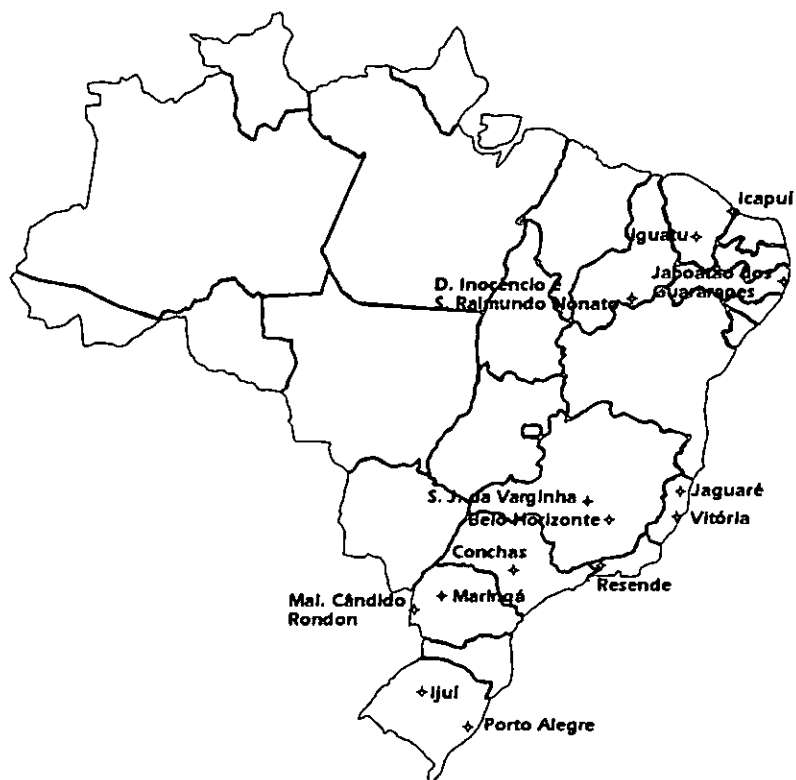 Icapuí
Iguatu
Jaboatão dos
Guararapes
D. Inocêncio e
S. Raimundo Nonato
Jaguaré
S. J. da Varginha
Belo Horizonte
Vitória
Conchas
Resende
Mal. Cândido
Rondon
Maringá
Ijuí
Porto Alegre